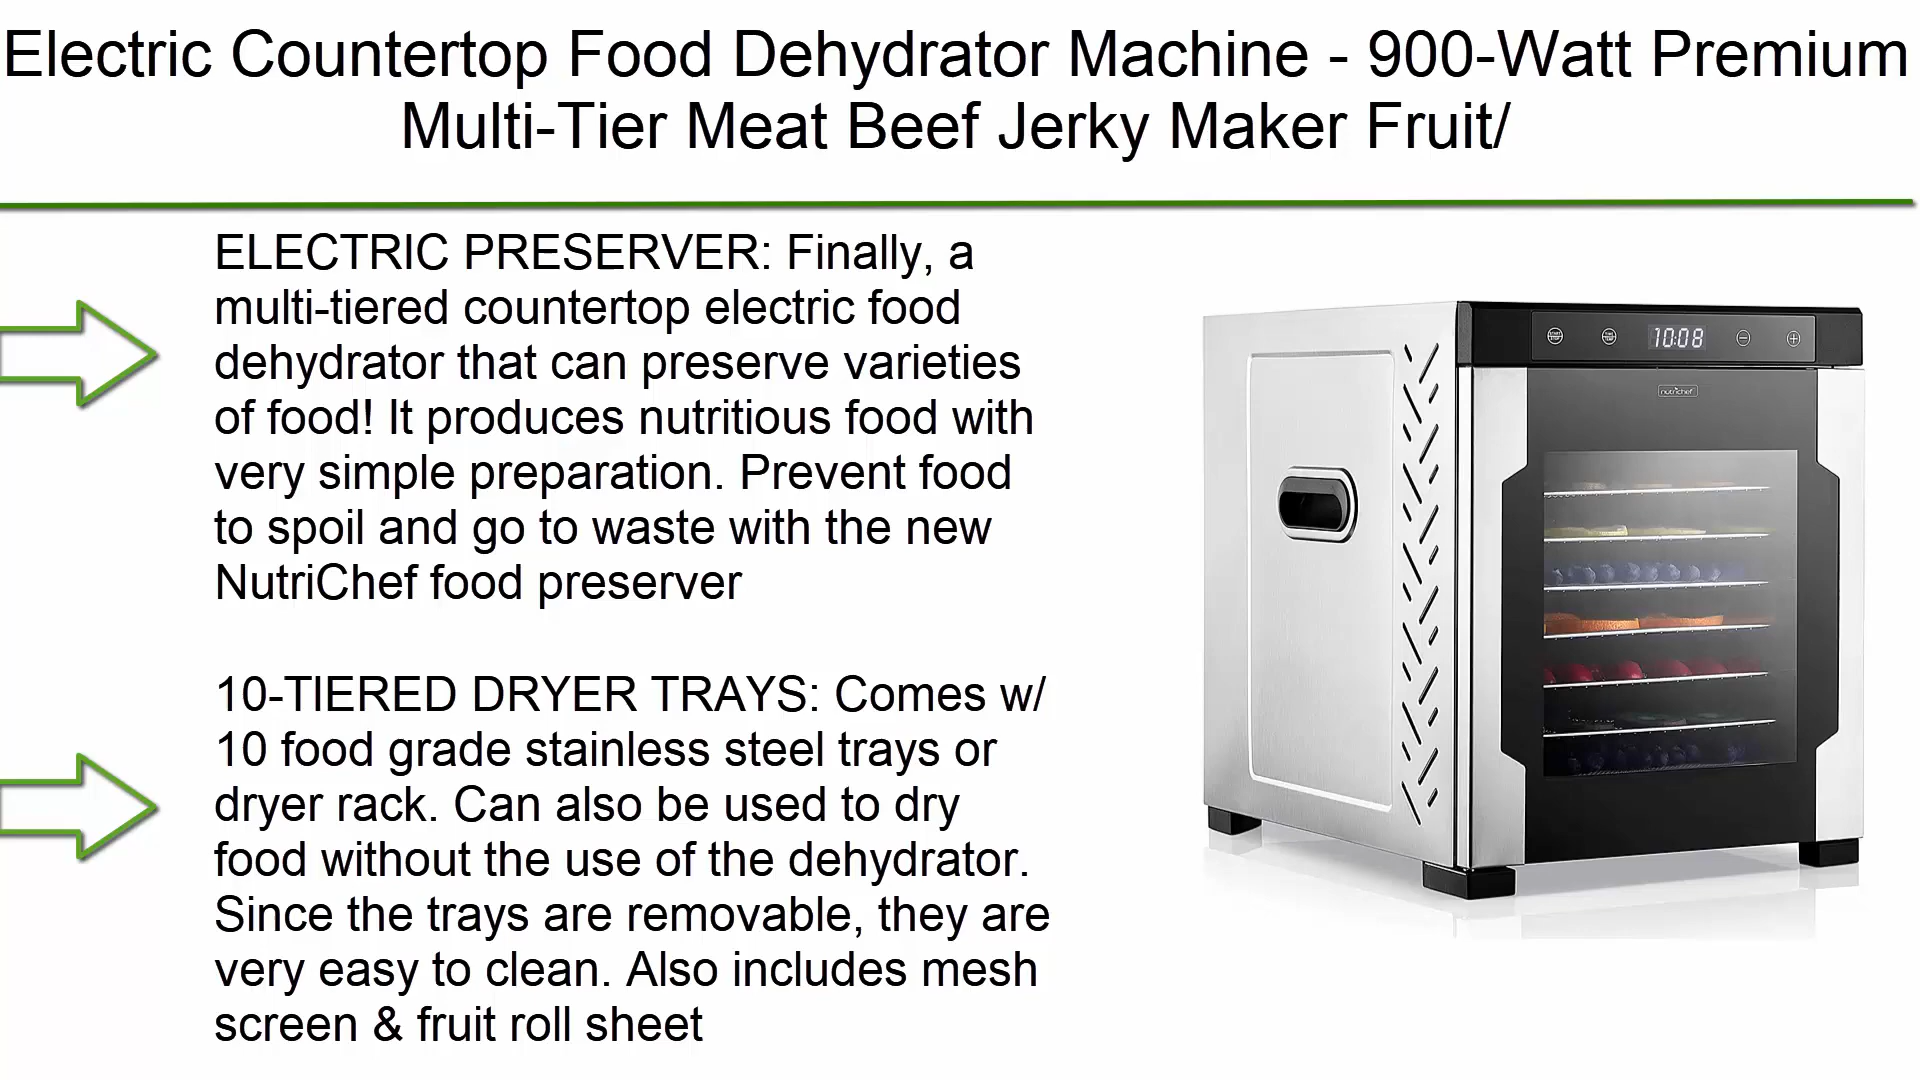 Electric Countertop Food Dehydrator Machine - 900-Watt Premium
Multi-Tier Meat Beef Jerky Maker Fruit/
ELECTRIC PRESERVER: Finally, a
multi-tiered countertop electric food
dehydrator that can preserve varieties
of food! It produces nutritious food with
very simple preparation. Prevent food
to spoil and go to waste with the new
NutriChef food preserver
10-TIERED DRYER TRAYS: Comes w/
10 food grade stainless steel trays or
dryer rack. Can also be used to dry
food without the use of the dehydrator.
Since the trays are removable, they are
very easy to clean. Also includes mesh
screen & fruit roll sheet
10:08
nutrichef